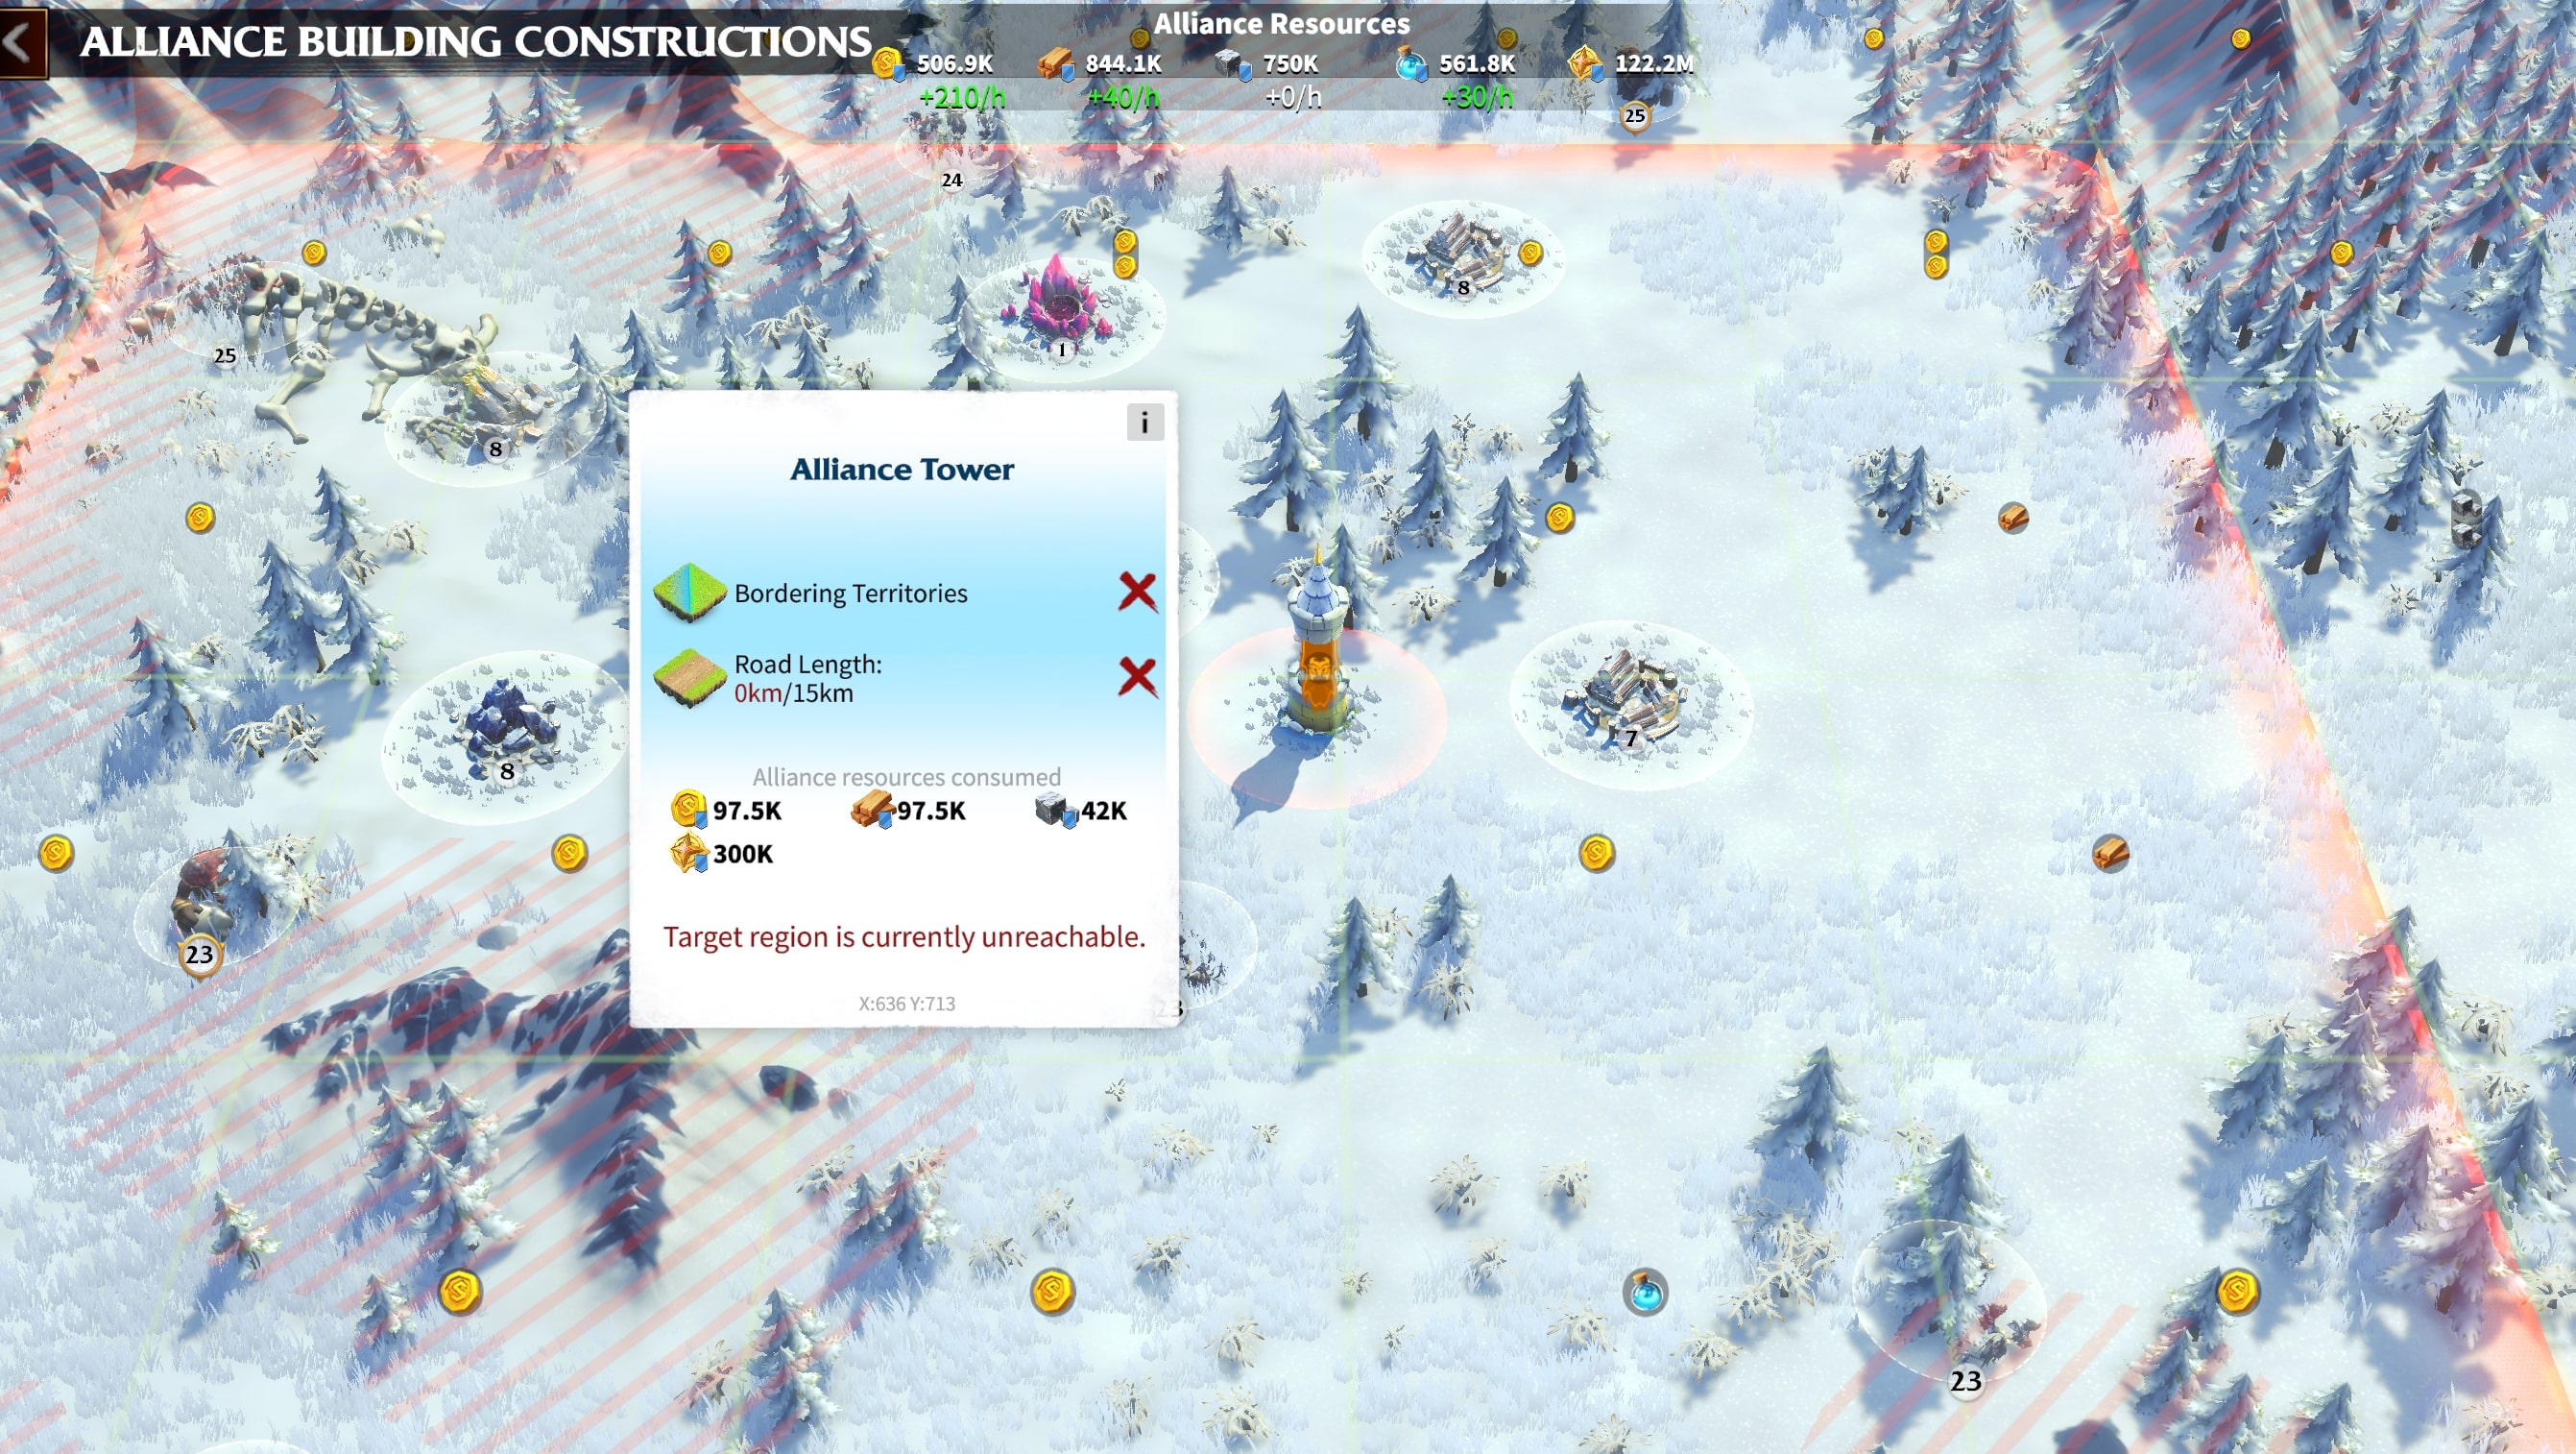 ALLIANCE BUILDING CONSTRUCTIONS
Alliance Resources
506.9K 844.1K 750K 561.8K 122.2M
+210/h +40/h +0/h +30/h
25
24
8
1
25
8
Alliance Tower
i
Bordering Territories
Road Length:
0km/15km
7
8
Alliance resources consumed
97.5K 97.5K 42K
300K
Target region is currently unreachable.
23
X:636 Y:713
23
23